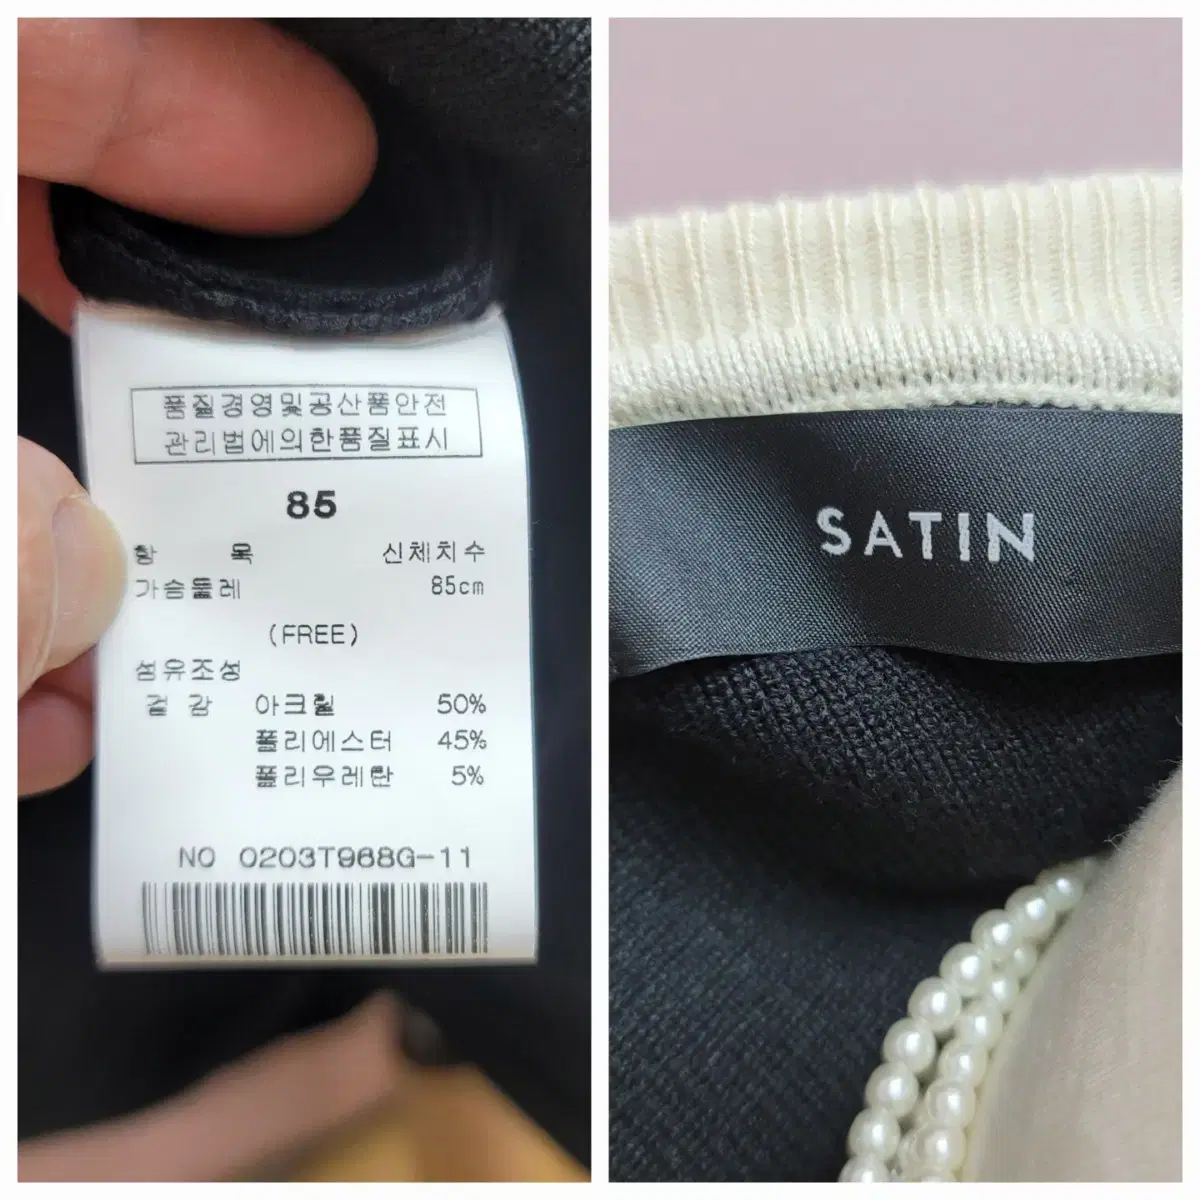 품질경영및공산품안전
관리법에의한품질표시
85
항 목 신체치수
가슴둘레 85cm
(FREE)
섬유조성
겉감 아크릴 50%
폴리에스터 45%
폴리우레탄 5%
NO 0203T968G-11
SATIN